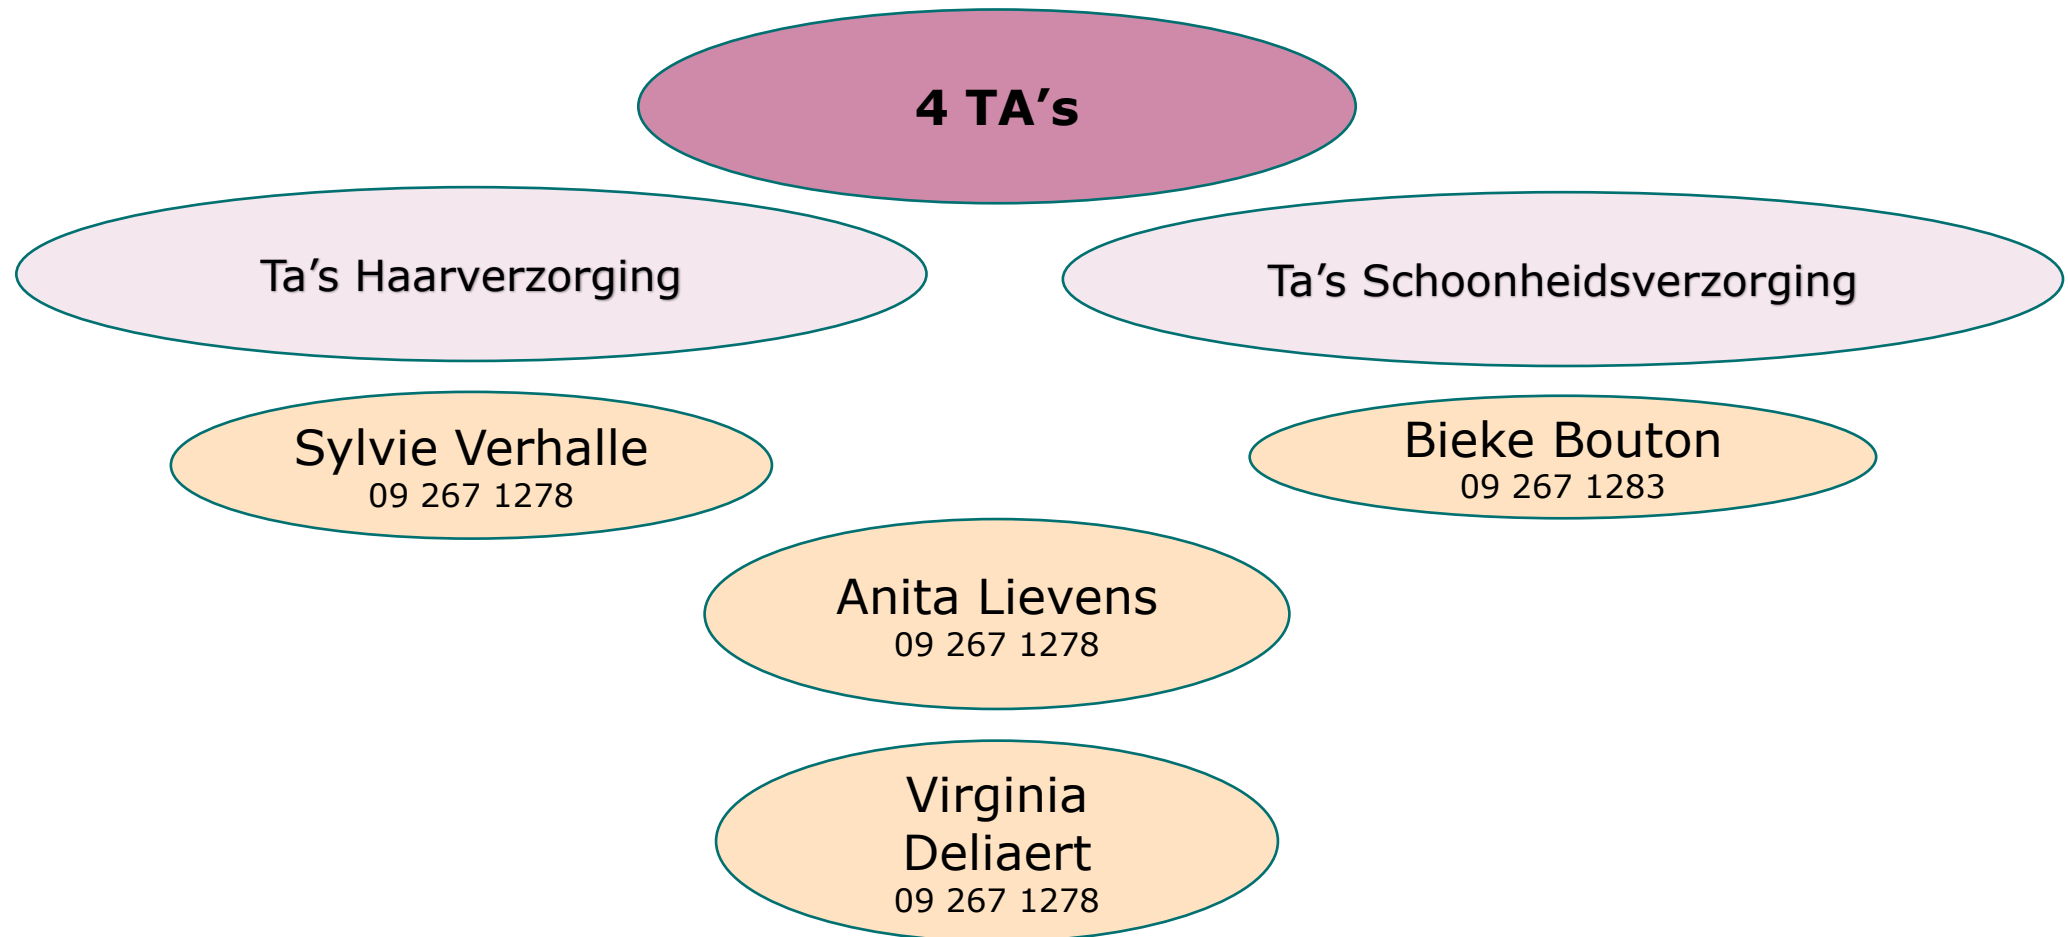 4 TA’s
Ta’s Haarverzorging
Ta’s Schoonheidsverzorging
Sylvie Verhalle
09 267 1278
Bieke Bouton
09 267 1283
Anita Lievens
09 267 1278
Virginia
Deliaert
09 267 1278